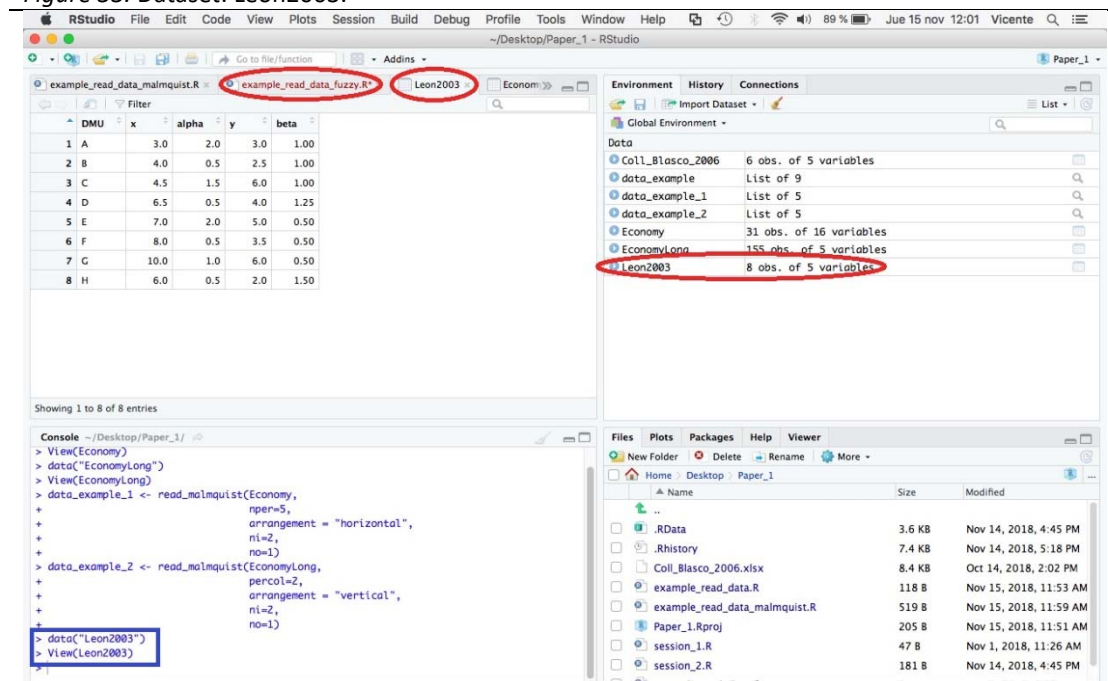 Figure 33: Dataset: Leon2003.
RStudio File Edit Code View Plots Session Build Debug Profile Tools Window Help 89 % Jue 15 nov 12:01 Vicente
~/Desktop/Paper_1 - RStudio
Go to file/function Addins Paper_1
example_read_data_malmquist.R example_read_data_fuzzy.R* Leon2003 Econom
Filter
DMU x alpha y beta
1 A 3.0 2.0 3.0 1.00
2 B 4.0 0.5 2.5 1.00
3 C 4.5 1.5 6.0 1.00
4 D 6.5 0.5 4.0 1.25
5 E 7.0 2.0 5.0 0.50
6 F 8.0 0.5 3.5 0.50
7 G 10.0 1.0 6.0 0.50
8 H 6.0 0.5 2.0 1.50
Showing 1 to 8 of 8 entries
Environment History Connections
Import Dataset List
Global Environment
Data
Coll_Blasco_2006 6 obs. of 5 variables
data_example List of 9
data_example_1 List of 5
data_example_2 List of 5
Economy 31 obs. of 16 variables
EconomyLong 155 obs. of 5 variables
Leon2003 8 obs. of 5 variables
Console ~/Desktop/Paper_1/
> View(Economy)
> data("EconomyLong")
> View(EconomyLong)
> data_example_1 <- read_malmquist(Economy,
+ nper=5,
+ arrangement = "horizontal",
+ ni=2,
+ no=1)
> data_example_2 <- read_malmquist(EconomyLong,
+ percol=2,
+ arrangement = "vertical",
+ ni=2,
+ no=1)
> data("Leon2003")
> View(Leon2003)
>
Files Plots Packages Help Viewer
New Folder Delete Rename More
Home Desktop Paper_1 ...
Name Size Modified
..
.RData 3.6 KB Nov 14, 2018, 4:45 PM
.Rhistory 7.4 KB Nov 14, 2018, 5:18 PM
Coll_Blasco_2006.xlsx 8.4 KB Oct 14, 2018, 2:02 PM
example_read_data.R 118 B Nov 15, 2018, 11:53 AM
example_read_data_malmquist.R 519 B Nov 15, 2018, 11:59 AM
Paper_1.Rproj 205 B Nov 15, 2018, 11:51 AM
session_1.R 47 B Nov 1, 2018, 11:26 AM
session_2.R 181 B Nov 14, 2018, 4:45 PM